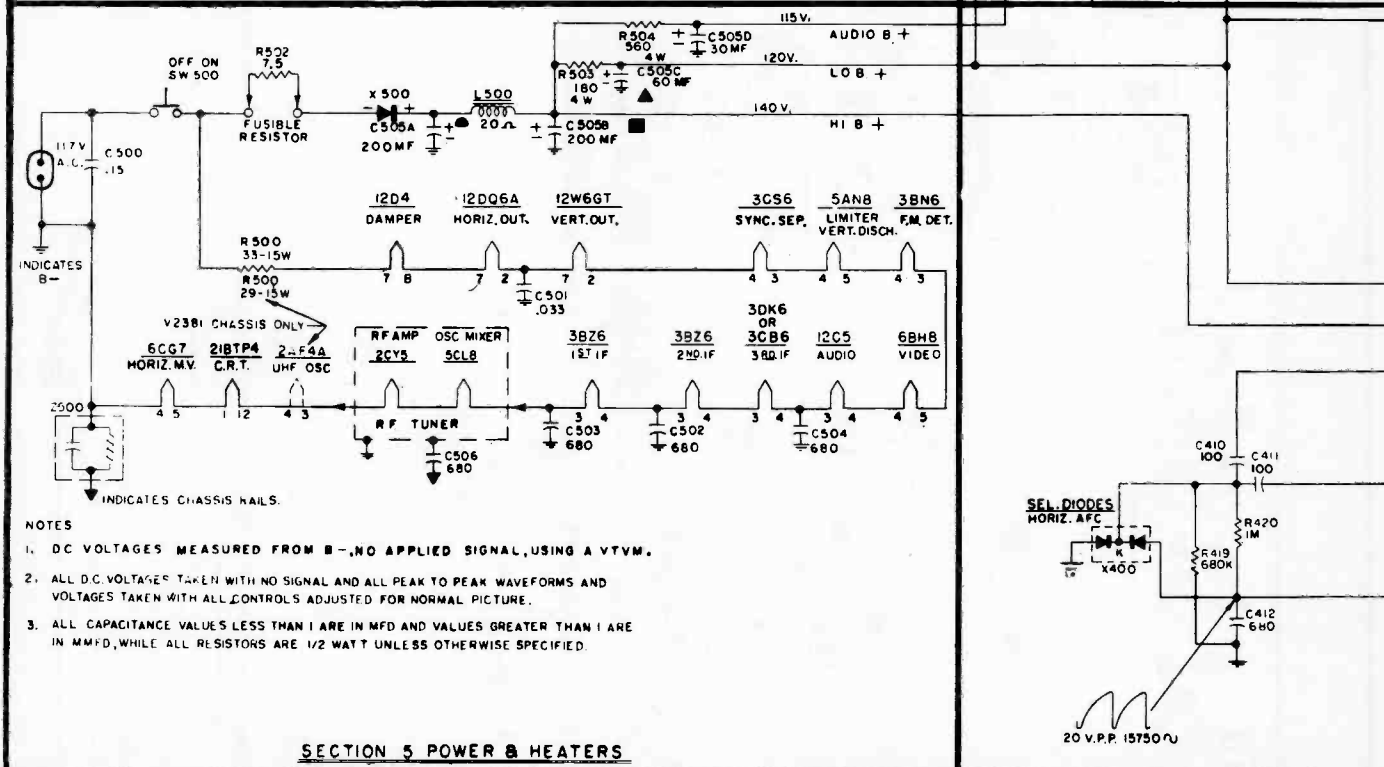 115V.
R504
560
4W
C505D
30MF
AUDIO B +
R502
7.5
OFF ON
SW 500
120V.
R503
180
4W
C505C
60 MF
LO B +
X500
L500
140 V.
FUSIBLE
RESISTOR
C505A
200MF
20Ω
C505B
200 MF
HI B +
117V
A.C.
C500
.15
12D4
DAMPER
12DQ6A
HORIZ. OUT.
12W6GT
VERT. OUT.
3CS6
SYNC. SEP.
5AN8
LIMITER
VERT. DISCH.
3BN6
F.M. DET.
INDICATES
B-
R500
33-15W
R500
29-15W
7 8
7 2
7 2
4 3
4 5
4 3
C501
.033
V2381 CHASSIS ONLY
6CG7
HORIZ. M.V.
21BTP4
C.R.T.
2AF4A
UHF OSC
RF AMP
2CY5
OSC MIXER
5CL8
3BZ6
1ST IF
3BZ6
2ND. IF
3DK6
OR
3CB6
3RD. IF
12C5
AUDIO
6BH8
VIDEO
4 5
1 12
4 3
3 4
3 4
3 4
3 4
4 5
RF TUNER
C503
680
C502
680
C504
680
C506
680
INDICATES CHASSIS RAILS.
C410
100
C411
100
SEL. DIODES
HORIZ. AFC
K
X400
R419
680K
R420
1M
C412
680
NOTES
1. DC VOLTAGES MEASURED FROM B-, NO APPLIED SIGNAL, USING A VTVM.
2. ALL D.C. VOLTAGES TAKEN WITH NO SIGNAL AND ALL PEAK TO PEAK WAVEFORMS AND
VOLTAGES TAKEN WITH ALL CONTROLS ADJUSTED FOR NORMAL PICTURE.
3. ALL CAPACITANCE VALUES LESS THAN 1 ARE IN MFD AND VALUES GREATER THAN 1 ARE
IN MMFD, WHILE ALL RESISTORS ARE 1/2 WATT UNLESS OTHERWISE SPECIFIED.
20 V.P.P. 15750∿
SECTION 5 POWER & HEATERS